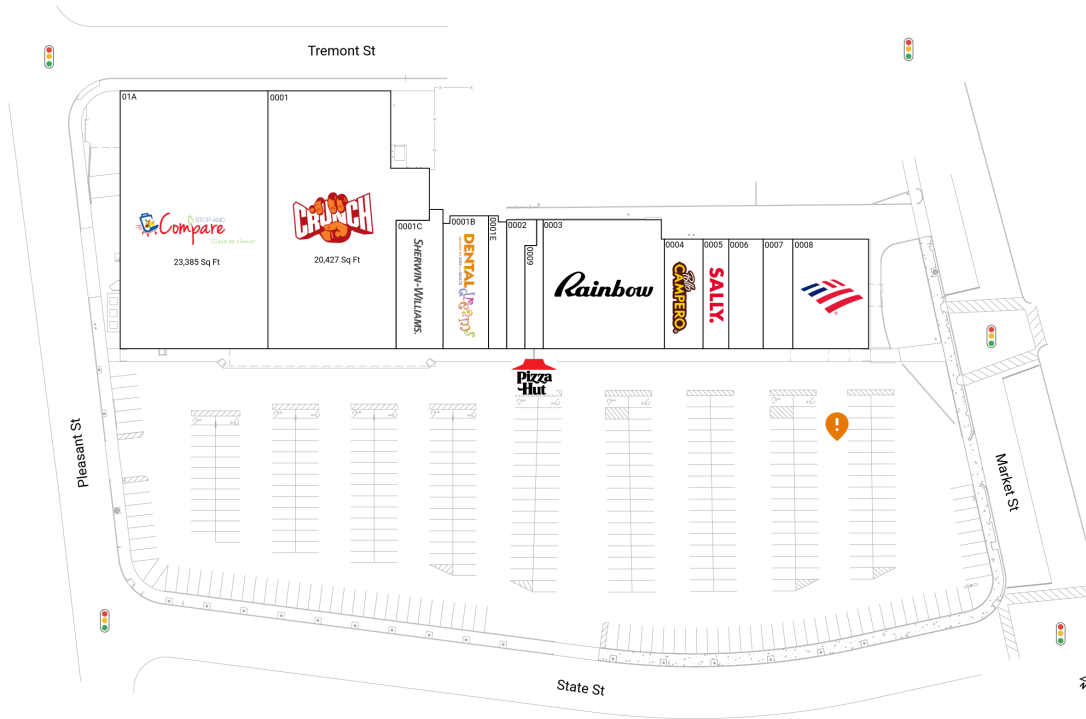 Tremont St
01A
0001
STOP AND
Compare
Close to Home!
23,385 Sq Ft
CRUNCH
20,427 Sq Ft
0001C
SHERWIN-WILLIAMS.
0001B
DENTAL
dreams
0001E
0002
0009
0003
Rainbow
0004
Pollo
CAMPERO
0005
SALLY.
0006
0007
0008
Pizza
Hut
Pleasant St
Market St
State St